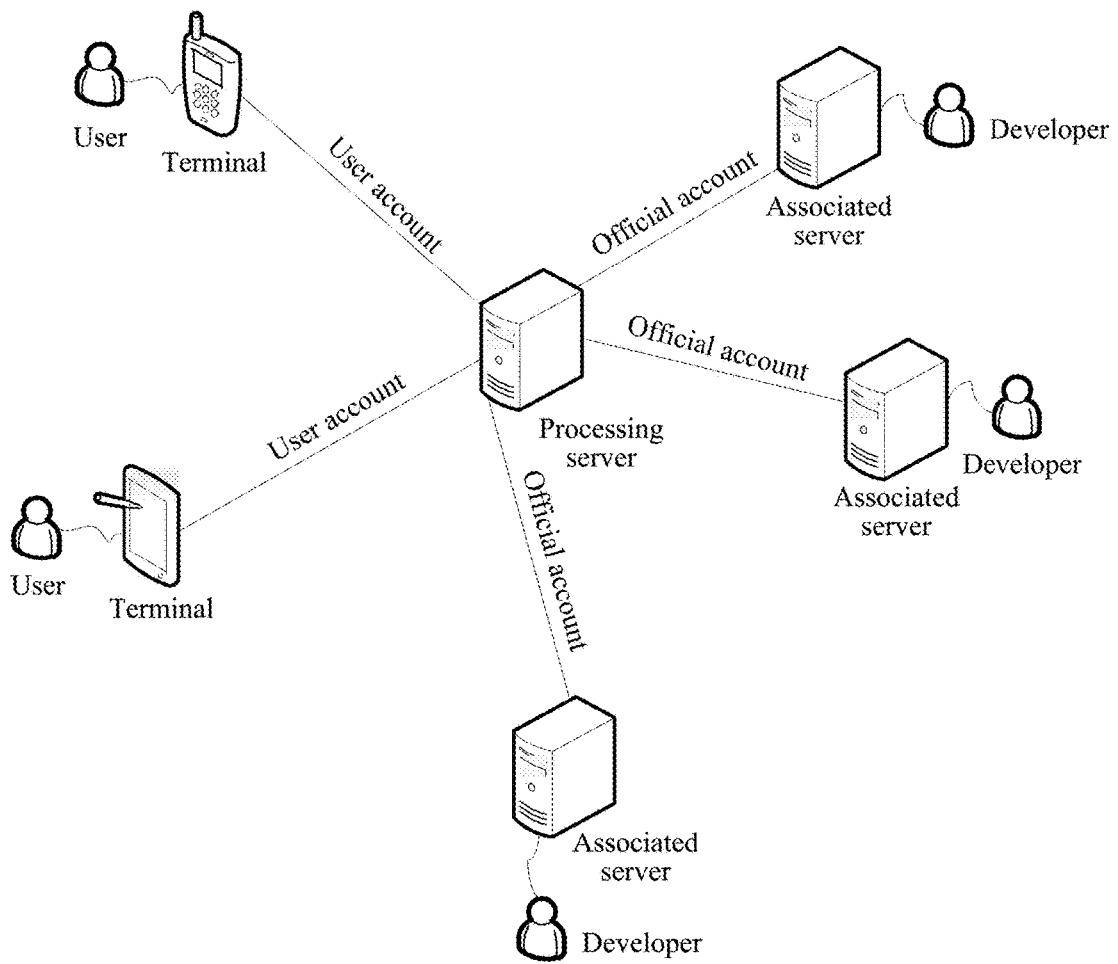 User
Terminal
User account
Official account
Associated
server
Developer
Official account
Processing
server
User account
Associated
server
Developer
User
Terminal
Official account
Associated
server
Developer